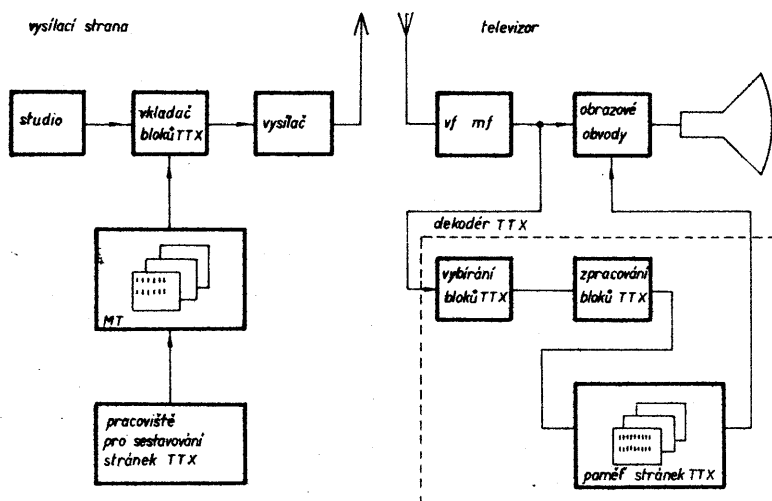 vysílací strana
televizor
studio
vkladač
bloků TTX
vysílač
vf mf
obrazové
obvody
dekodér TTX
MT
vybírání
bloků TTX
zpracování
bloků TTX
pracoviště
pro sestavování
stránek TTX
paměť stránek TTX